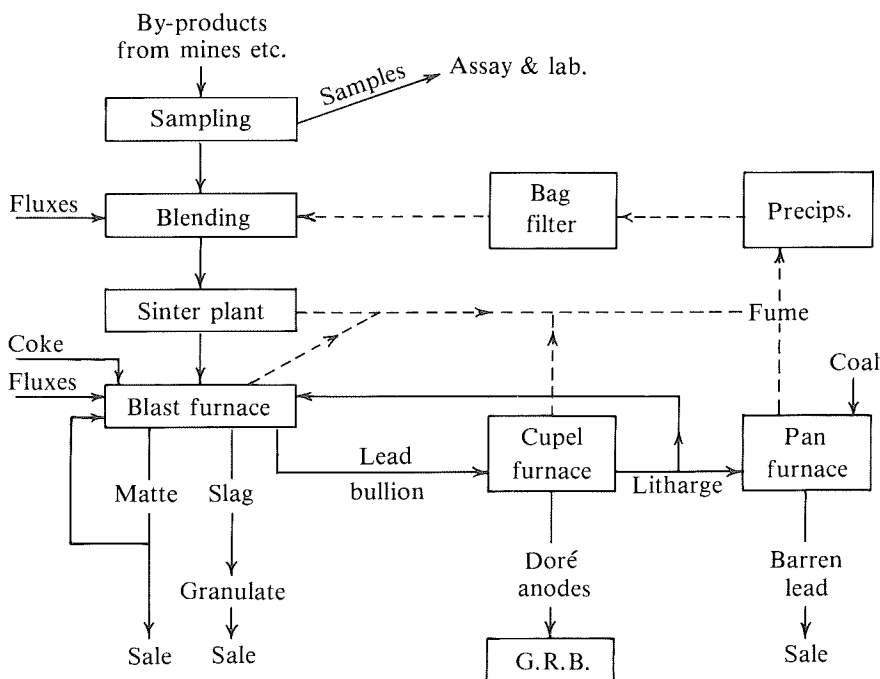 By-products
from mines etc.
Samples
Assay & lab.
Sampling
Fluxes
Blending
Bag
filter
Precips.
Sinter plant
Fume
Coke
Fluxes
Blast furnace
Coal
Cupel
furnace
Pan
furnace
Lead
bullion
Litharge
Matte
Slag
Granulate
Doré
anodes
Barren
lead
Sale
Sale
G.R.B.
Sale